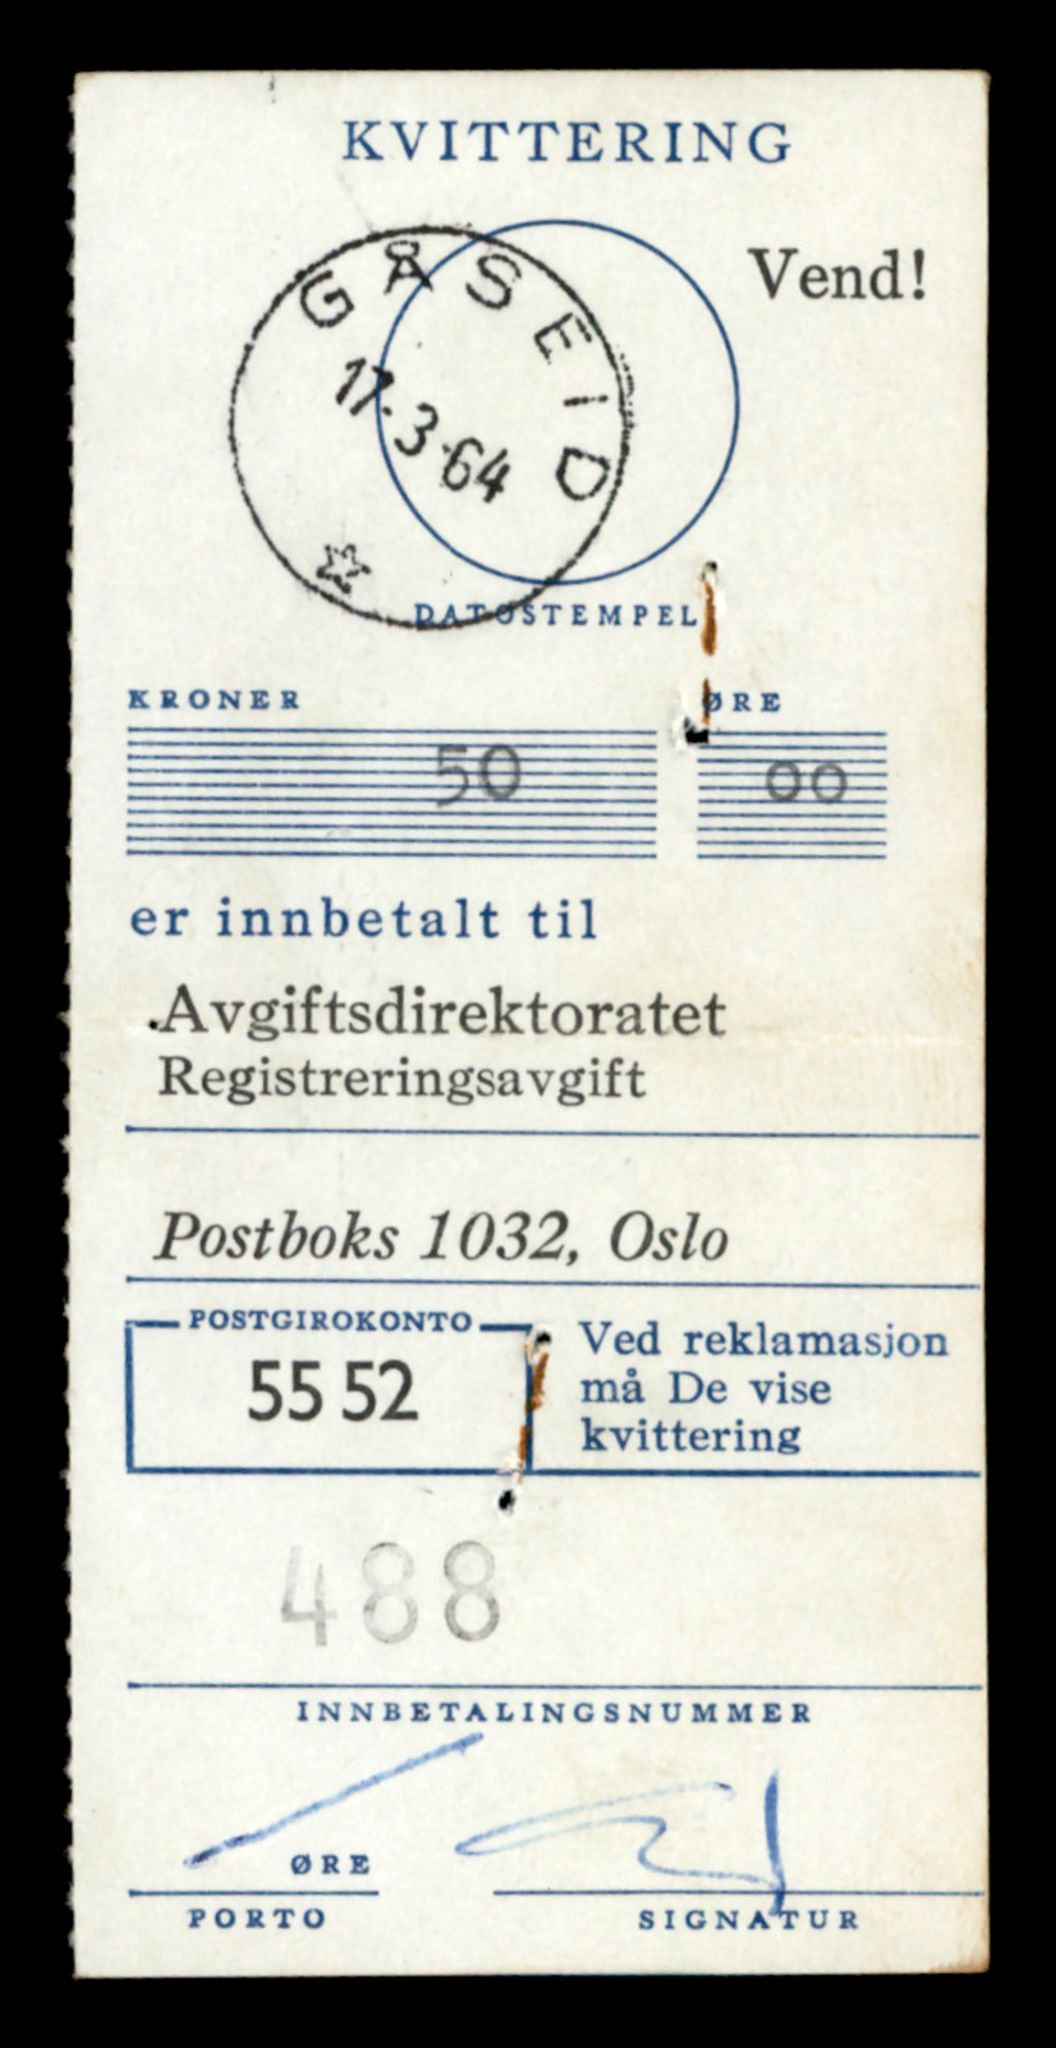 KVITTERING
Vend!
GÅSEID
17.3.64
DATOSTEMPEL
KRONER ØRE
50 00
er innbetalt til
Avgiftsdirektoratet
Registreringsavgift
Postboks 1032, Oslo
POSTGIROKONTO
55 52
Ved reklamasjon
må De vise
kvittering
488
INNBETALINGSNUMMER
ØRE
PORTO SIGNATUR